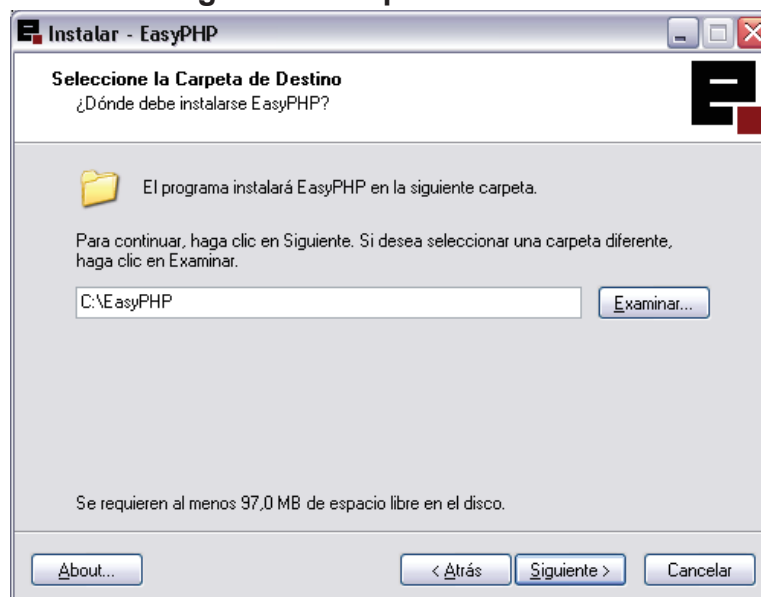 Instalar - EasyPHP
Seleccione la Carpeta de Destino
¿Dónde debe instalarse EasyPHP?
El programa instalará EasyPHP en la siguiente carpeta.
Para continuar, haga clic en Siguiente. Si desea seleccionar una carpeta diferente,
haga clic en Examinar.
C:\EasyPHP
Examinar...
Se requieren al menos 97,0 MB de espacio libre en el disco.
About...
< Atrás
Siguiente >
Cancelar